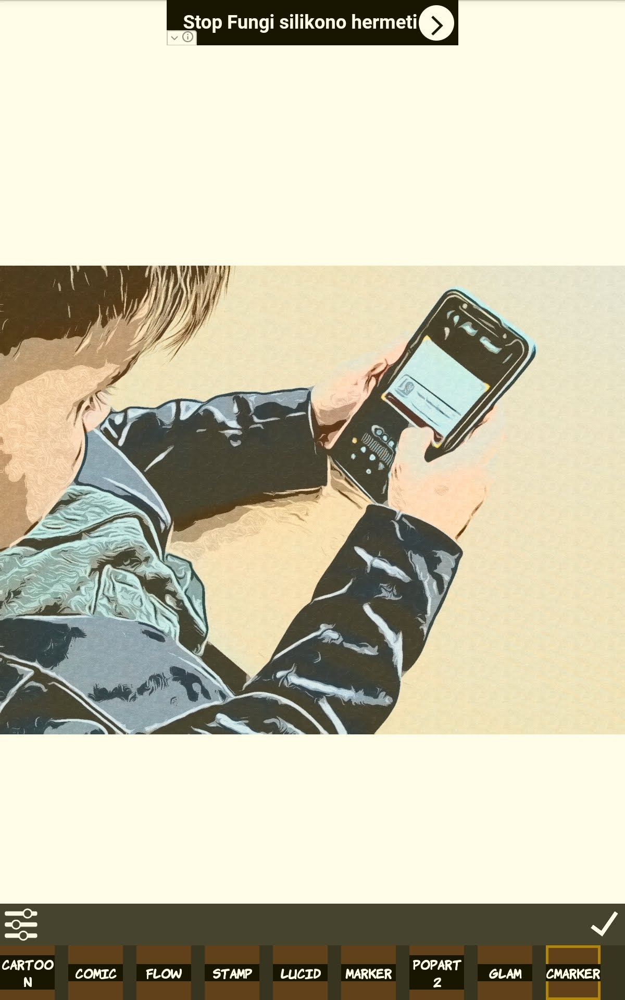 Stop Fungi silikono hermeti
CARTOO
N
COMIC
FLOW
STAMP
LUCID
MARKER
POPART
2
GLAM
CMARKER